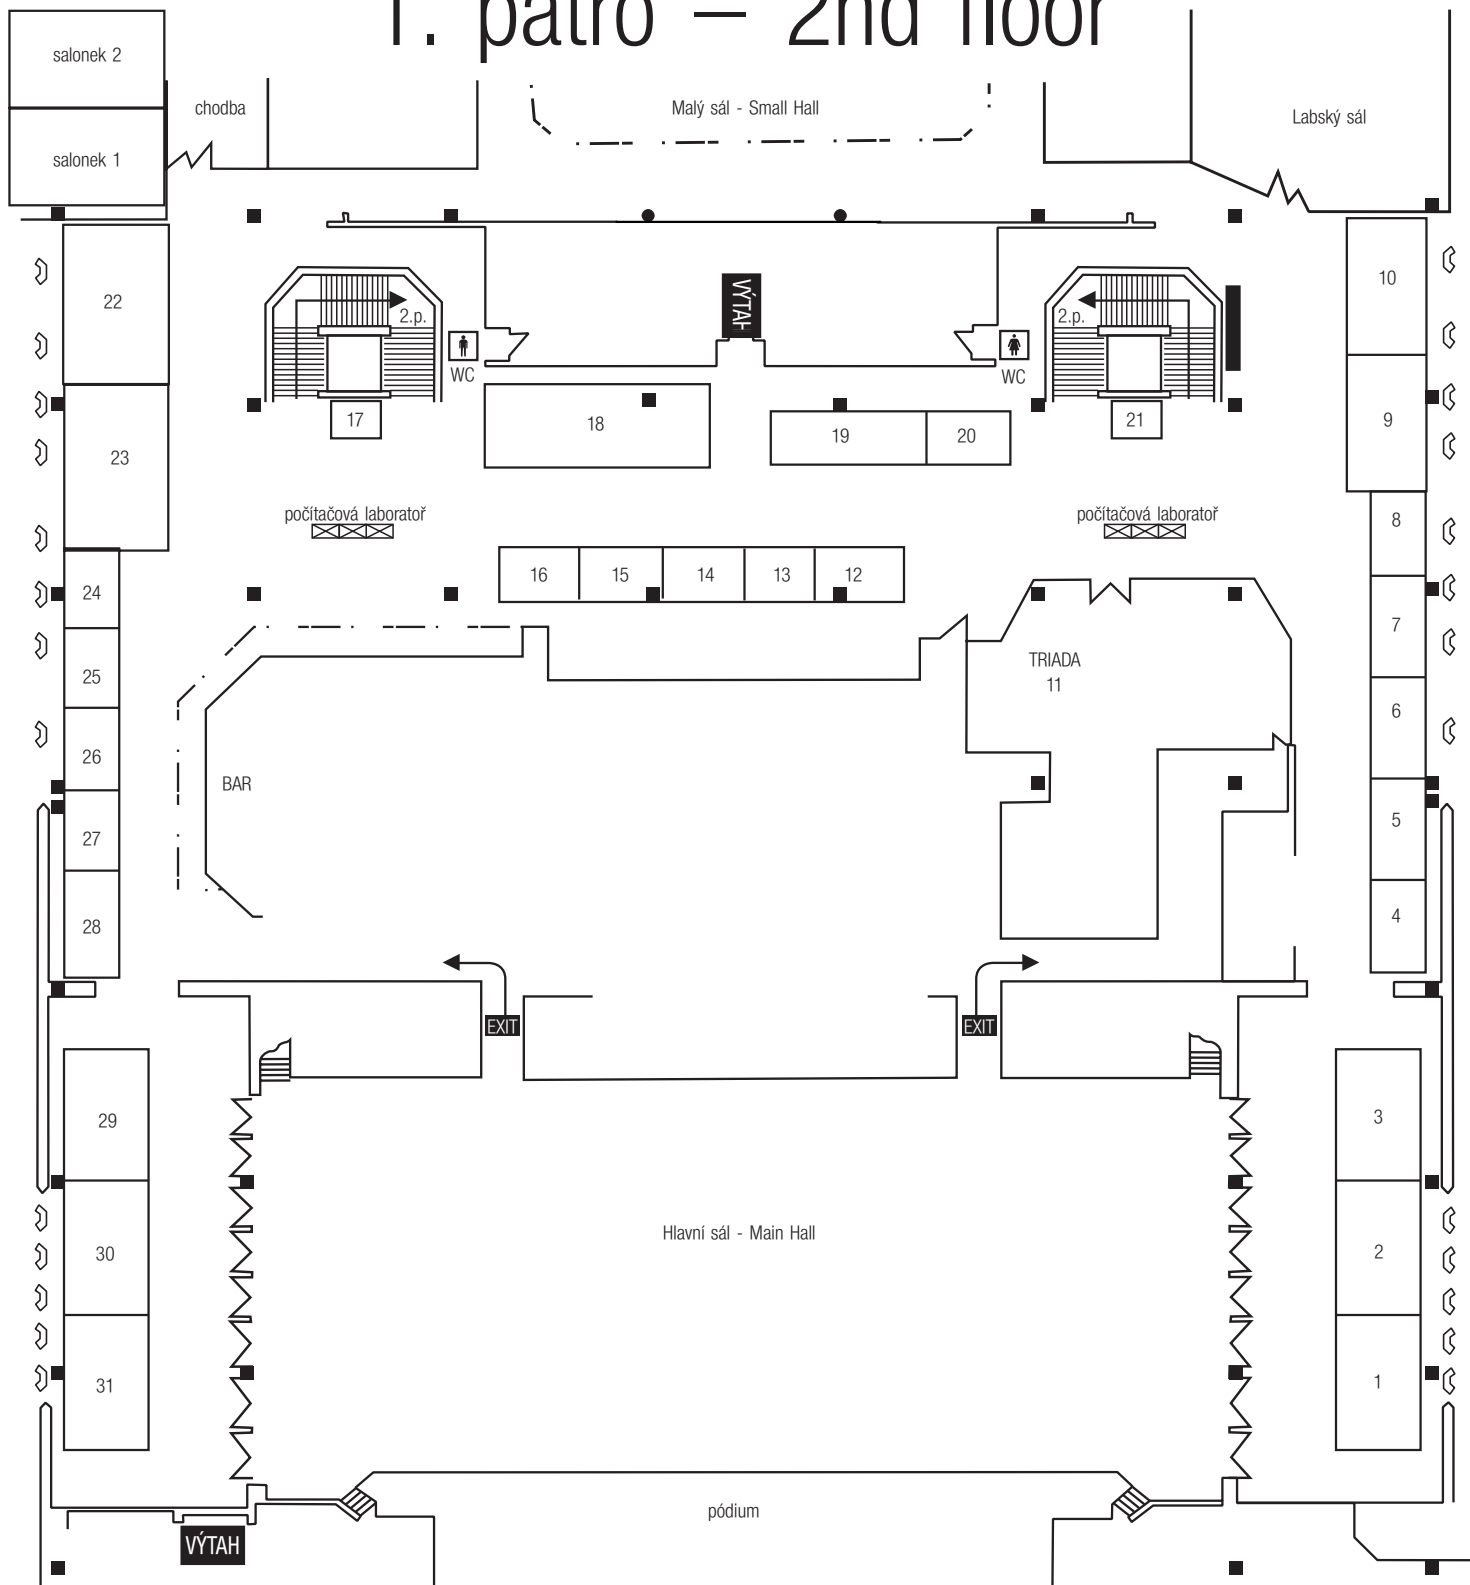 1. patro – 2nd floor
salonek 2
chodba
Malý sál - Small Hall
Labský sál
salonek 1
22
VÝTAH
10
2.p.
2.p.
WC
WC
17
18
19
20
21
9
23
počítačová laboratoř
počítačová laboratoř
8
16
15
14
13
12
24
7
TRIADA
11
25
6
26
BAR
5
27
28
4
EXIT
EXIT
29
3
Hlavní sál - Main Hall
30
2
31
1
pódium
VÝTAH